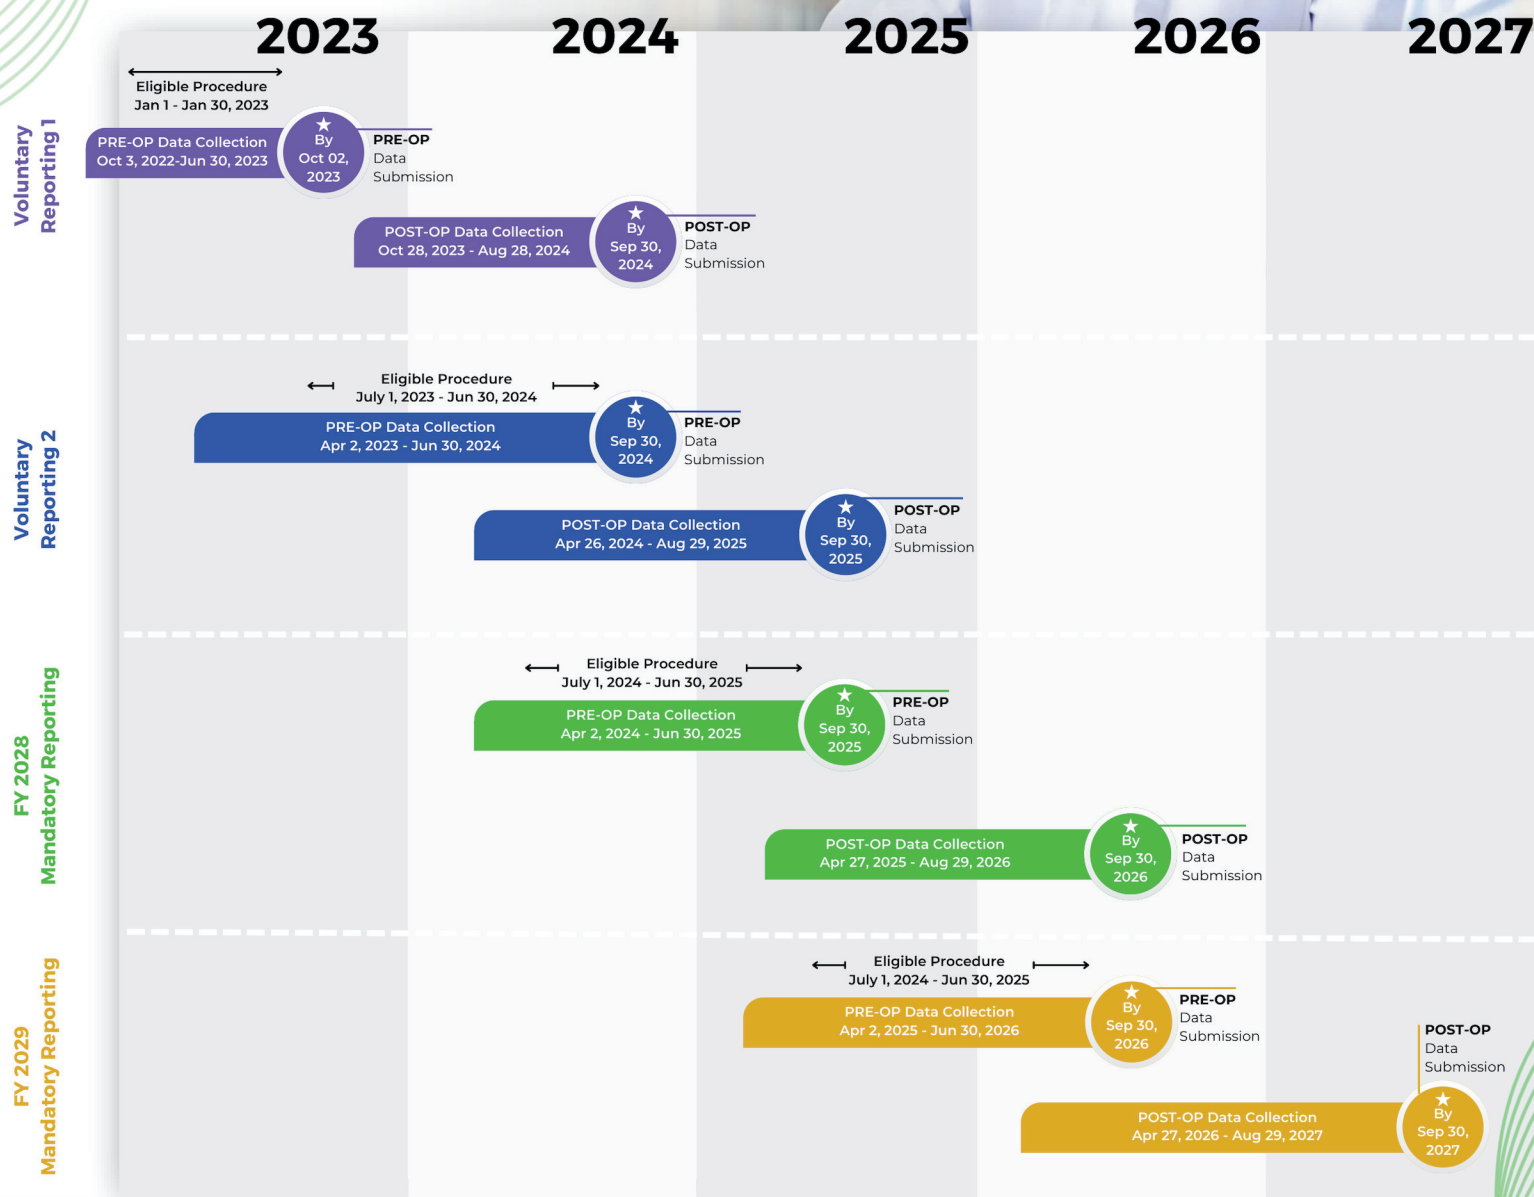 2023
2024
2025
2026
2027
Voluntary
Reporting 1
Eligible Procedure
Jan 1 - Jan 30, 2023
PRE-OP Data Collection
Oct 3, 2022-Jun 30, 2023
By
Oct 02,
2023
PRE-OP
Data
Submission
POST-OP Data Collection
Oct 28, 2023 - Aug 28, 2024
By
Sep 30,
2024
POST-OP
Data
Submission
Voluntary
Reporting 2
Eligible Procedure
July 1, 2023 - Jun 30, 2024
PRE-OP Data Collection
Apr 2, 2023 - Jun 30, 2024
By
Sep 30,
2024
PRE-OP
Data
Submission
POST-OP Data Collection
Apr 26, 2024 - Aug 29, 2025
By
Sep 30,
2025
POST-OP
Data
Submission
FY 2028
Mandatory Reporting
Eligible Procedure
July 1, 2024 - Jun 30, 2025
PRE-OP Data Collection
Apr 2, 2024 - Jun 30, 2025
By
Sep 30,
2025
PRE-OP
Data
Submission
POST-OP Data Collection
Apr 27, 2025 - Aug 29, 2026
By
Sep 30,
2026
POST-OP
Data
Submission
FY 2029
Mandatory Reporting
Eligible Procedure
July 1, 2024 - Jun 30, 2025
PRE-OP Data Collection
Apr 2, 2025 - Jun 30, 2026
By
Sep 30,
2026
PRE-OP
Data
Submission
POST-OP Data Collection
Apr 27, 2026 - Aug 29, 2027
By
Sep 30,
2027
POST-OP
Data
Submission